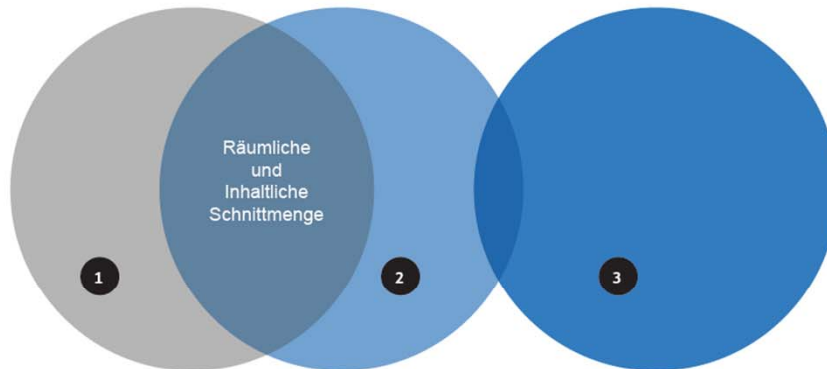 Räumliche
und
Inhaltliche
Schnittmenge
1
2
3